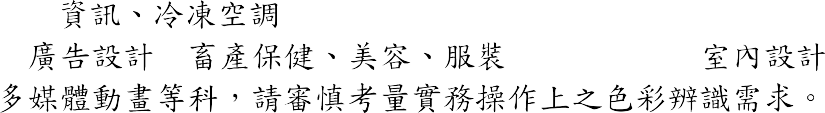 資訊、冷凍空調
廣告設計　畜產保健、美容、服裝　　　　　　室內設計
多媒體動畫等科，請審慎考量實務操作上之色彩辨識需求。